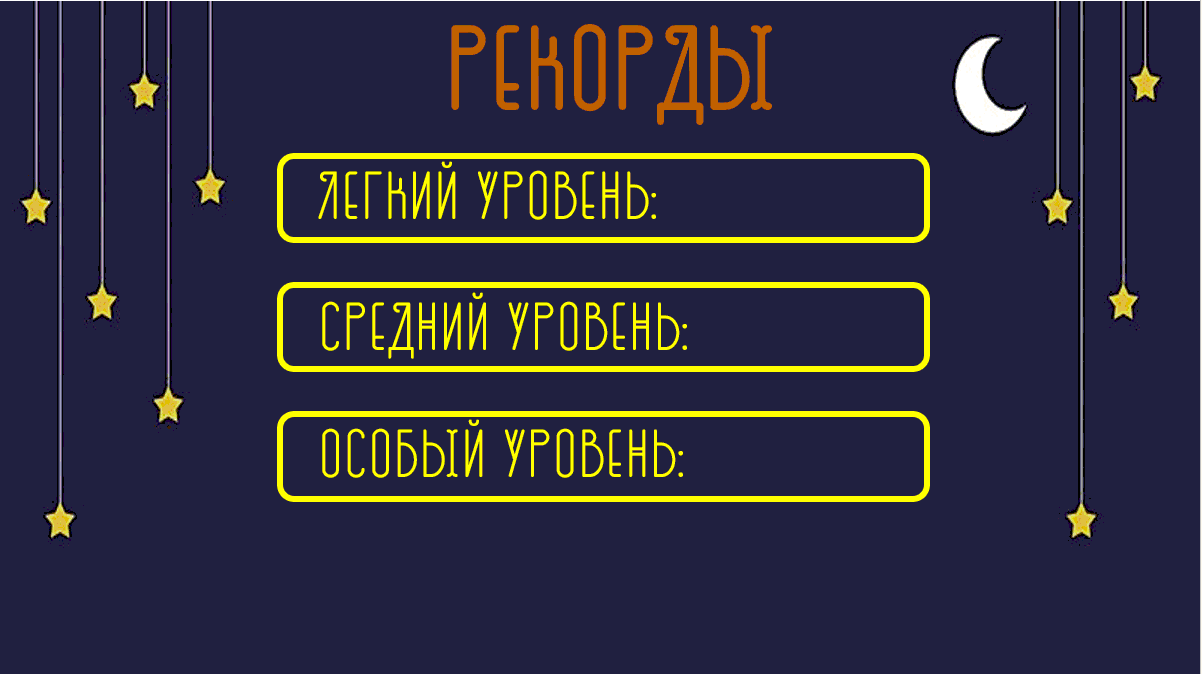 РЕКОРДЫ
ЛЕГКИЙ УРОВЕНЬ:
СРЕДНИЙ УРОВЕНЬ:
ОСОБЫЙ УРОВЕНЬ: